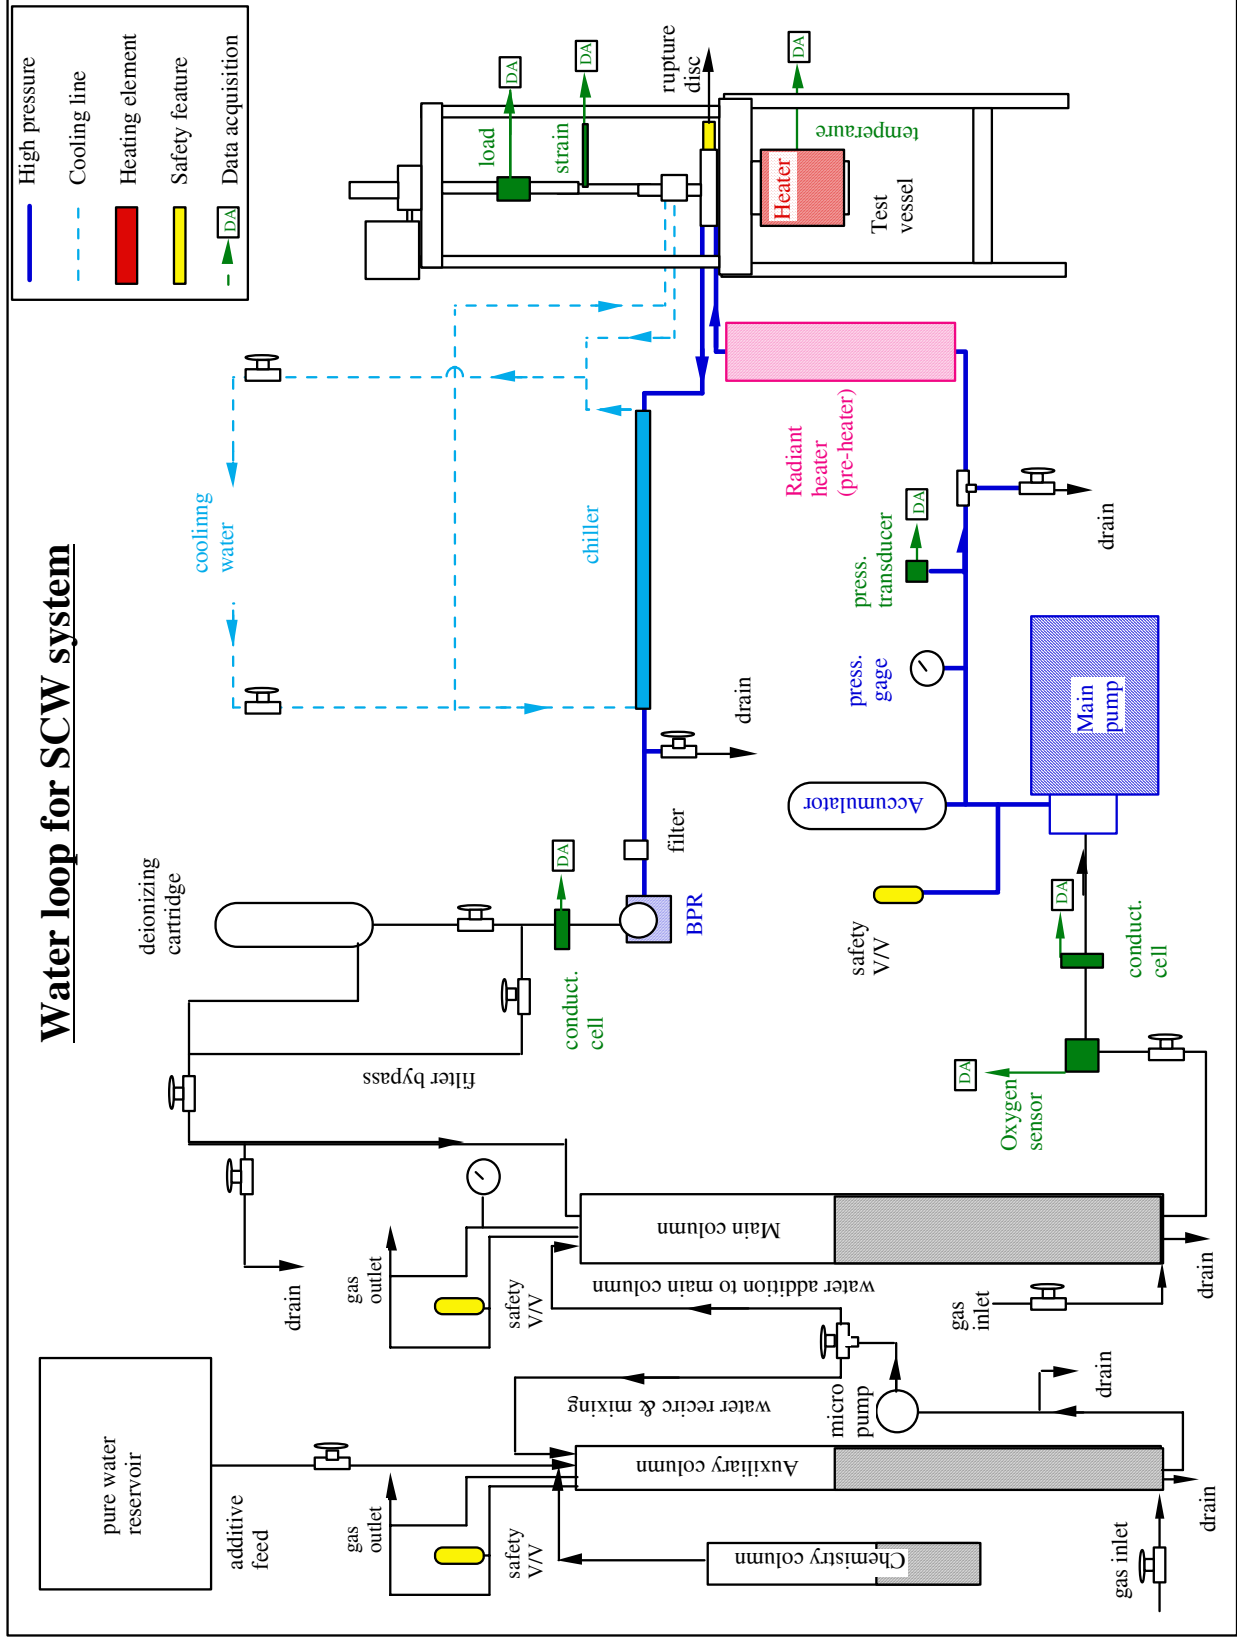 Water loop for SCW system
High pressure
Cooling line
Heating element
Safety feature
DA
Data acquisition
pure water
reservoir
additive
feed
gas
outlet
safety
V/V
Chemistry column
gas inlet
Auxiliary column
drain
drain
water recirc & mixing
micro
pump
water addition to main column
drain
gas
outlet
safety
V/V
Main column
gas
inlet
drain
filter bypass
deionizing
cartridge
conduct.
cell
DA
BPR
filter
drain
chiller
coolinng
water
Oxygen
sensor
DA
conduct.
cell
DA
safety
V/V
Accumulator
Main
pump
press.
gage
press.
transducer
DA
drain
Radiant
heater
(pre-heater)
load
DA
strain
DA
rupture
disc
Heater
temperaure
DA
Test
vessel